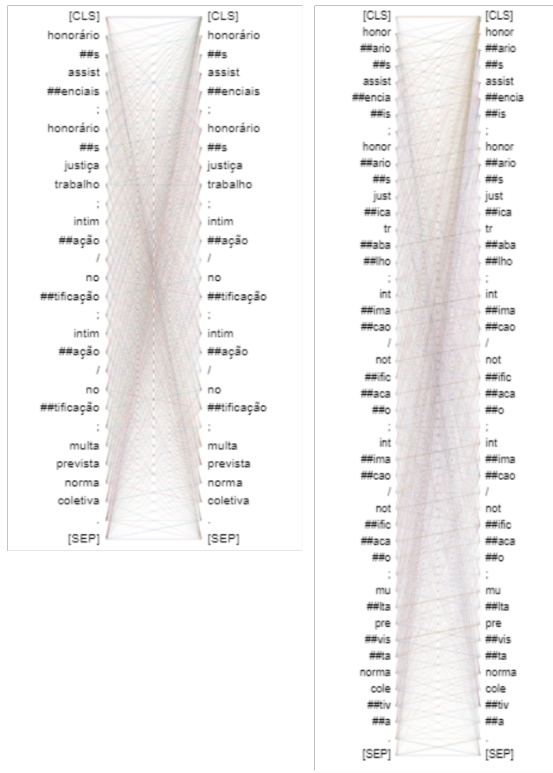 [CLS] [CLS]
honorário honorário
##s ##s
assist assist
##enciais ##enciais
; ;
honorário honorário
##s ##s
justiça justiça
trabalho trabalho
; ;
intim intim
##ação ##ação
/ /
no no
##tificação ##tificação
; ;
intim intim
##ação ##ação
/ /
no no
##tificação ##tificação
; ;
multa multa
prevista prevista
norma norma
coletiva coletiva
. .
[SEP] [SEP]
[CLS] [CLS]
honor honor
##ario ##ario
##s ##s
assist assist
##encia ##encia
##is ##is
; ;
honor honor
##ario ##ario
##s ##s
just just
##ica ##ica
tr tr
##aba ##aba
##lho ##lho
; ;
int int
##ima ##ima
##cao ##cao
/ /
not not
##ific ##ific
##aca ##aca
##o ##o
; ;
int int
##ima ##ima
##cao ##cao
/ /
not not
##ific ##ific
##aca ##aca
##o ##o
; ;
mu mu
##lta ##lta
pre pre
##vis ##vis
##ta ##ta
norma norma
cole cole
##tiv ##tiv
##a ##a
. .
[SEP] [SEP]